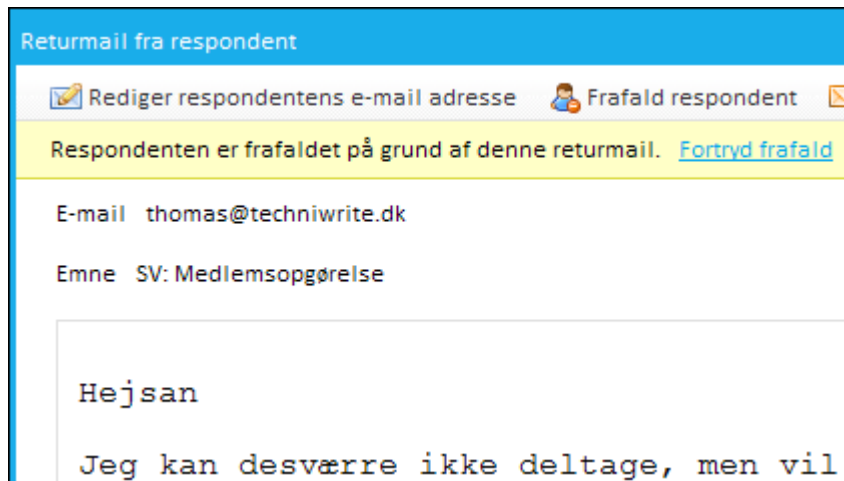 Returmail fra respondent
Rediger respondentens e-mail adresse Frafald respondent
Respondenten er frafaldet på grund af denne returmail. Fortryd frafald
E-mail thomas@techniwrite.dk
Emne SV: Medlemsopgørelse
Hejsan
Jeg kan desværre ikke deltage, men vil